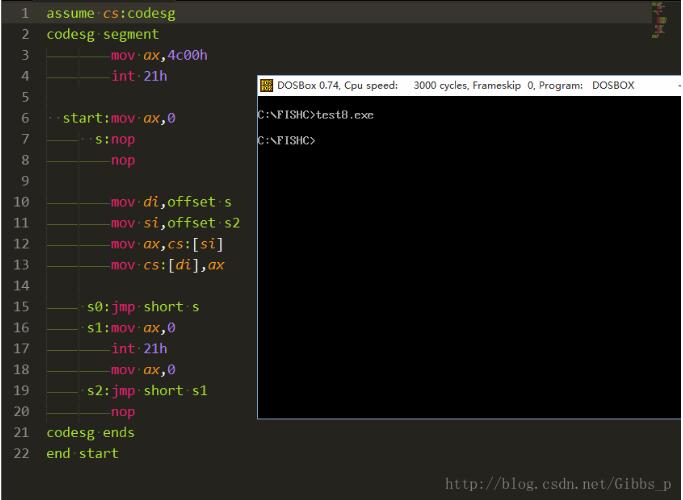 1 assume cs:codesg
2 codesg segment
3 mov ax,4c00h
4 int 21h
5
6 start:mov ax,0
7 s:nop
8 nop
9
10 mov di,offset s
11 mov si,offset s2
12 mov ax,cs:[si]
13 mov cs:[di],ax
14
15 s0:jmp short s
16 s1:mov ax,0
17 int 21h
18 mov ax,0
19 s2:jmp short s1
20 nop
21 codesg ends
22 end start
DOSBox 0.74, Cpu speed: 3000 cycles, Frameskip 0, Program: DOSBOX
C:\FISHC>test8.exe
C:\FISHC>
http://blog.csdn.net/Gibbs_p